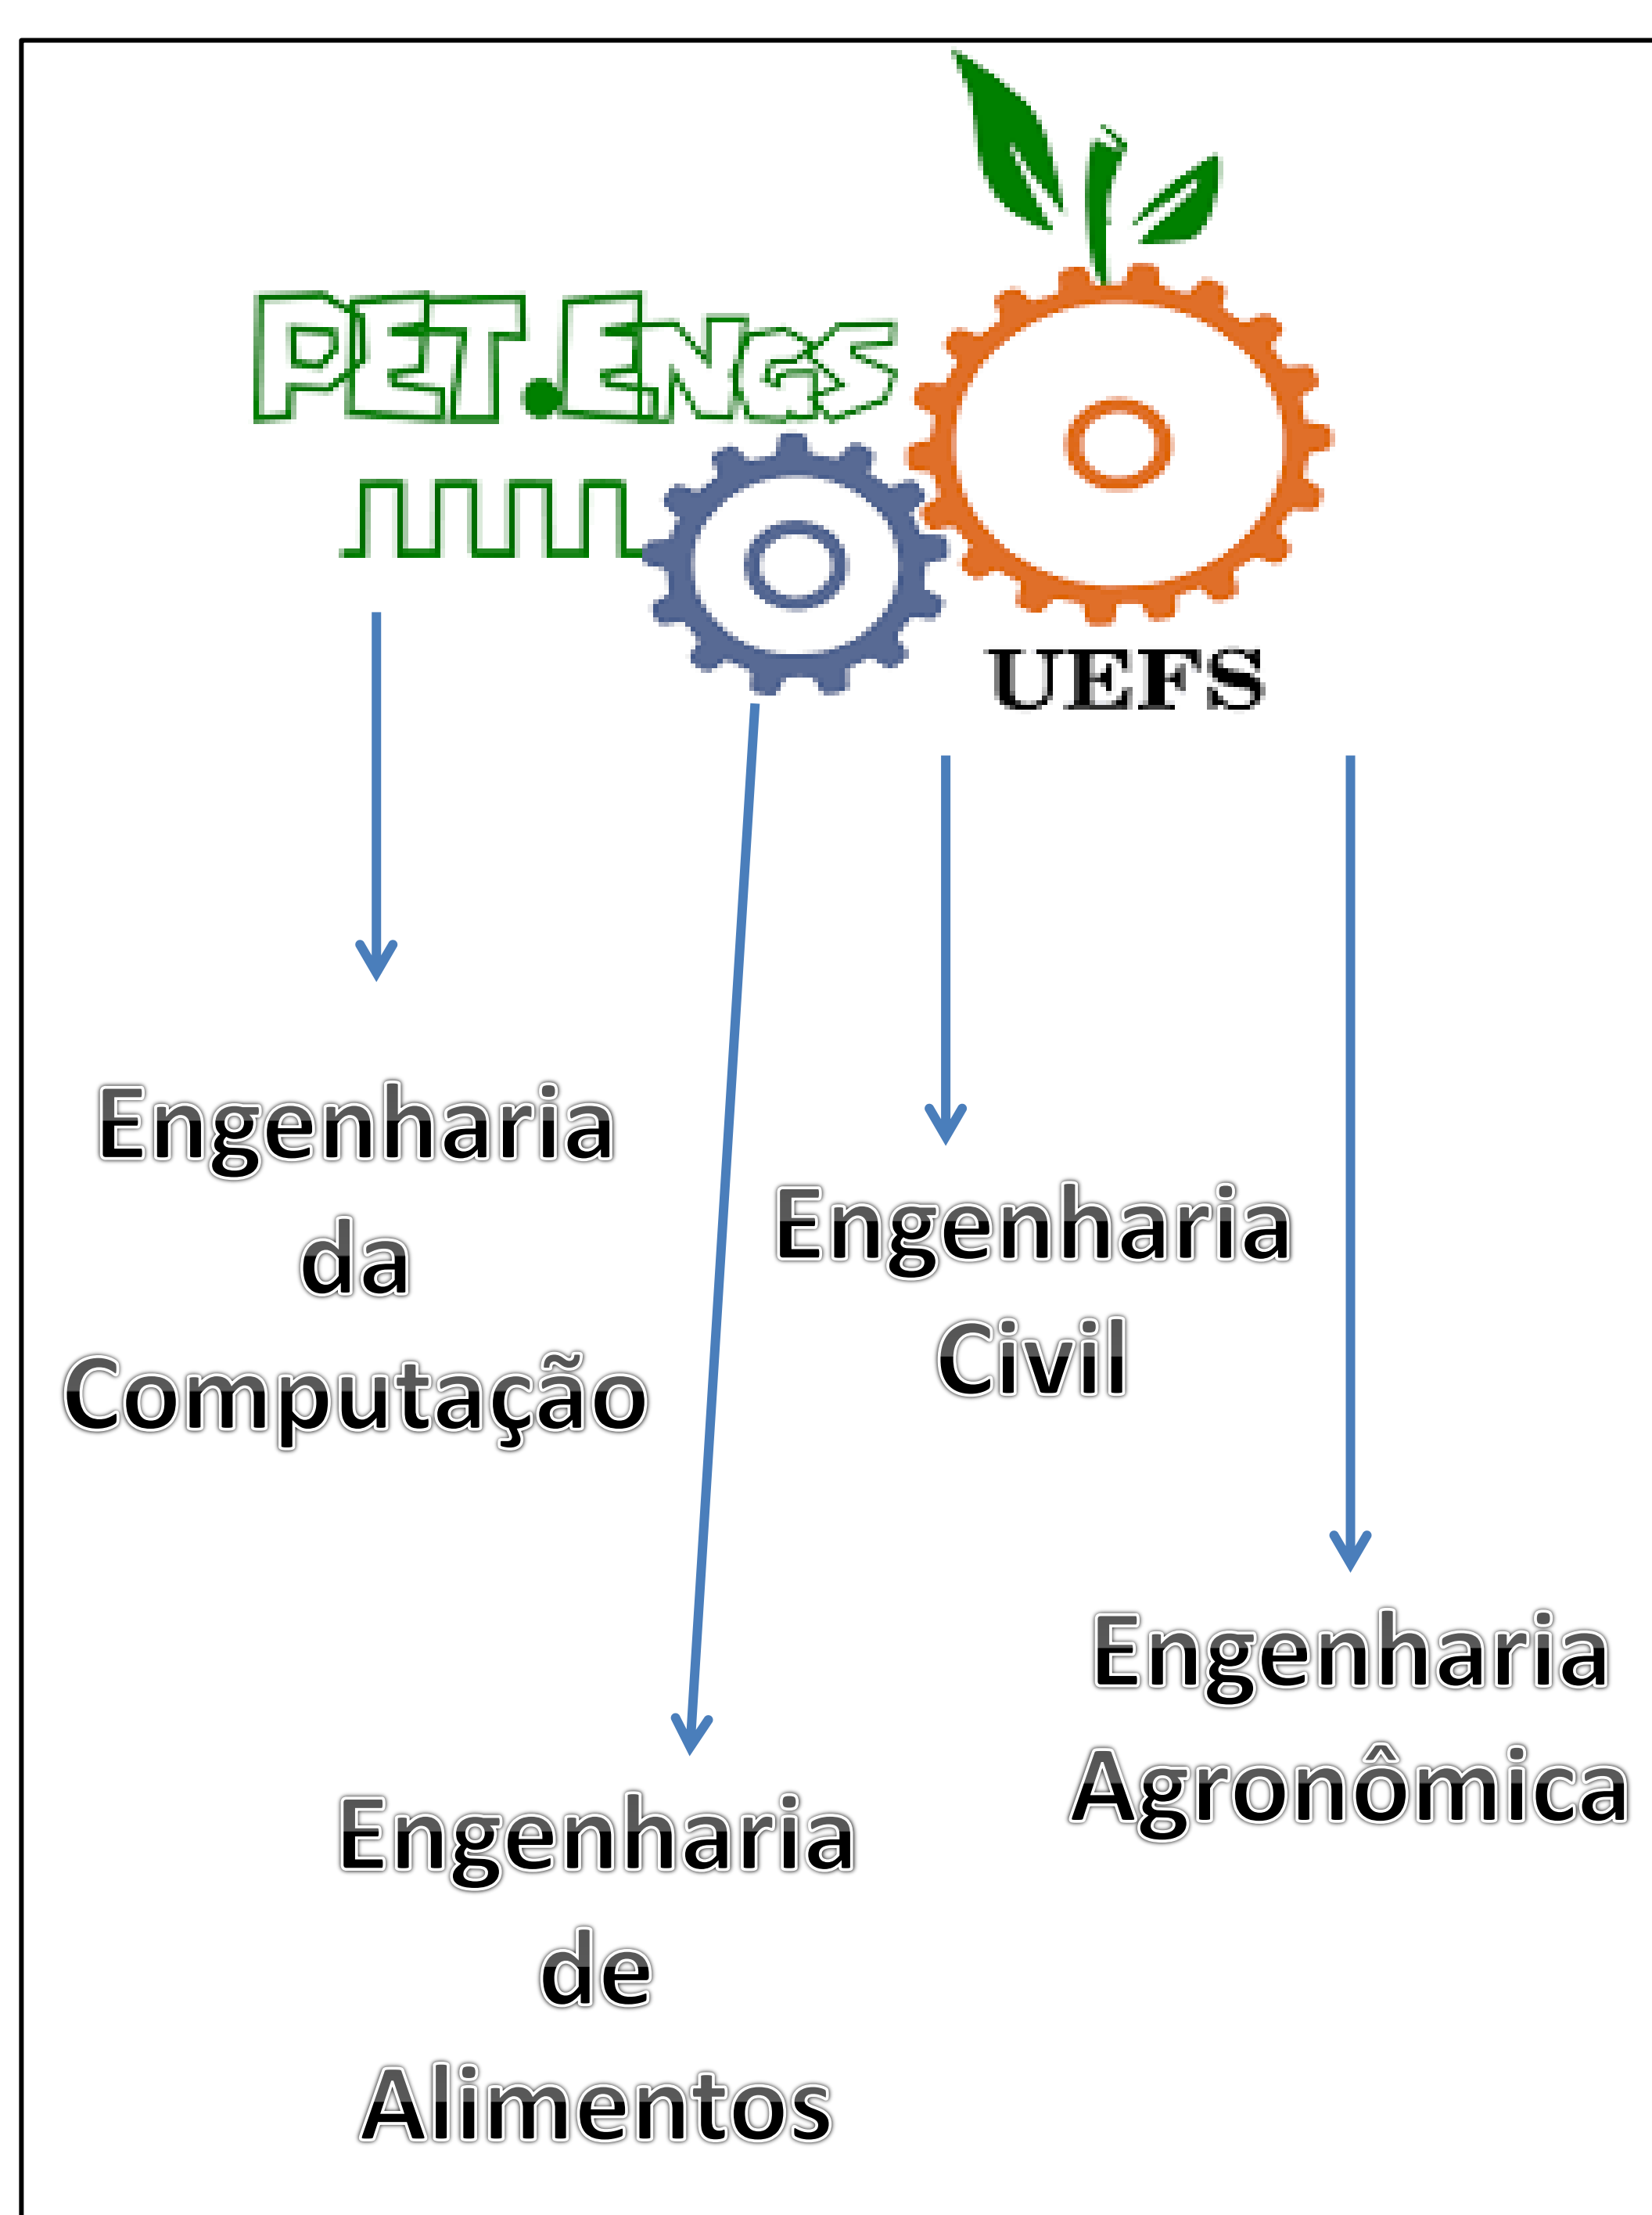 PET.ENGS
UEFS
Engenharia
da
Computação
Engenharia
Civil
Engenharia
Agronômica
Engenharia
de
Alimentos